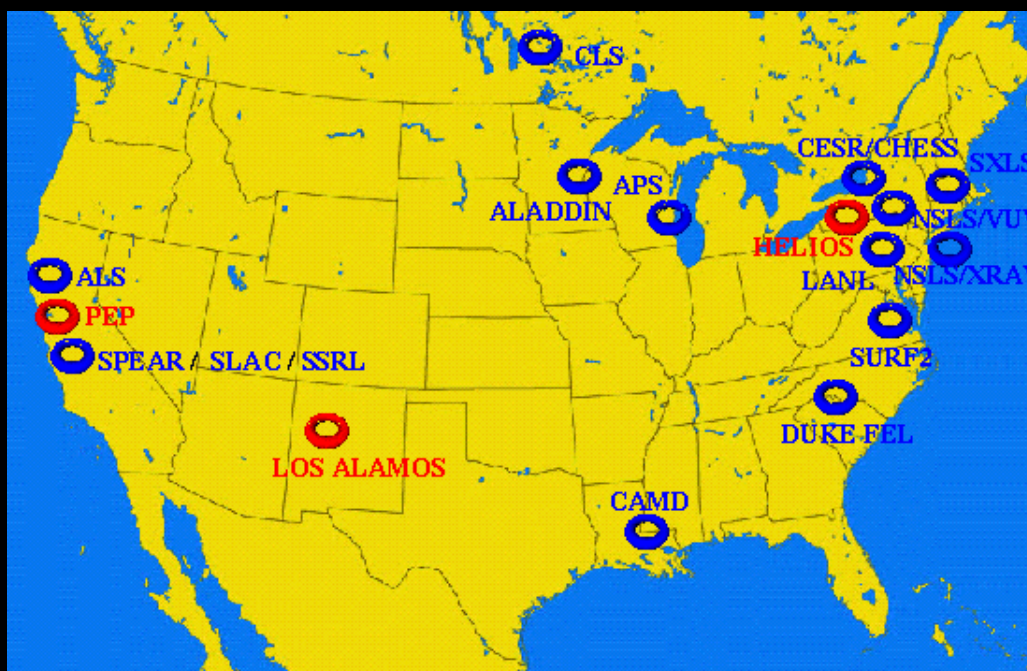 CLS
CESR/CHESS
SXLS
APS
ALADDIN
NSLS/VUV
HELIOS
ALS
LANL
NSLS/XRAY
PEP
SPEAR / SLAC / SSRL
SURF2
DUKE FEL
LOS ALAMOS
CAMD